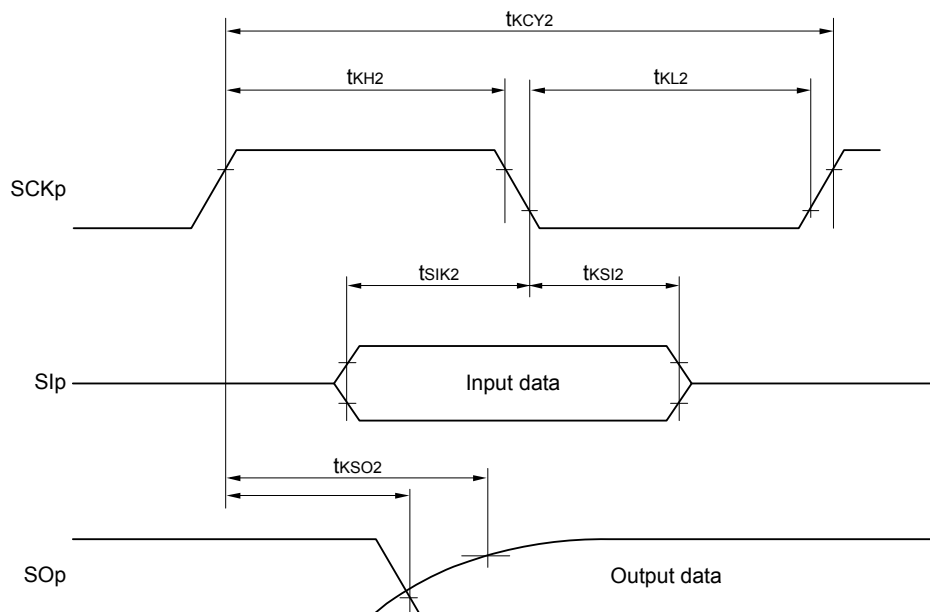 tKCY2
tKH2
tKL2
SCKp
tSIK2
tKSI2
SIp
Input data
tKSO2
SOp
Output data